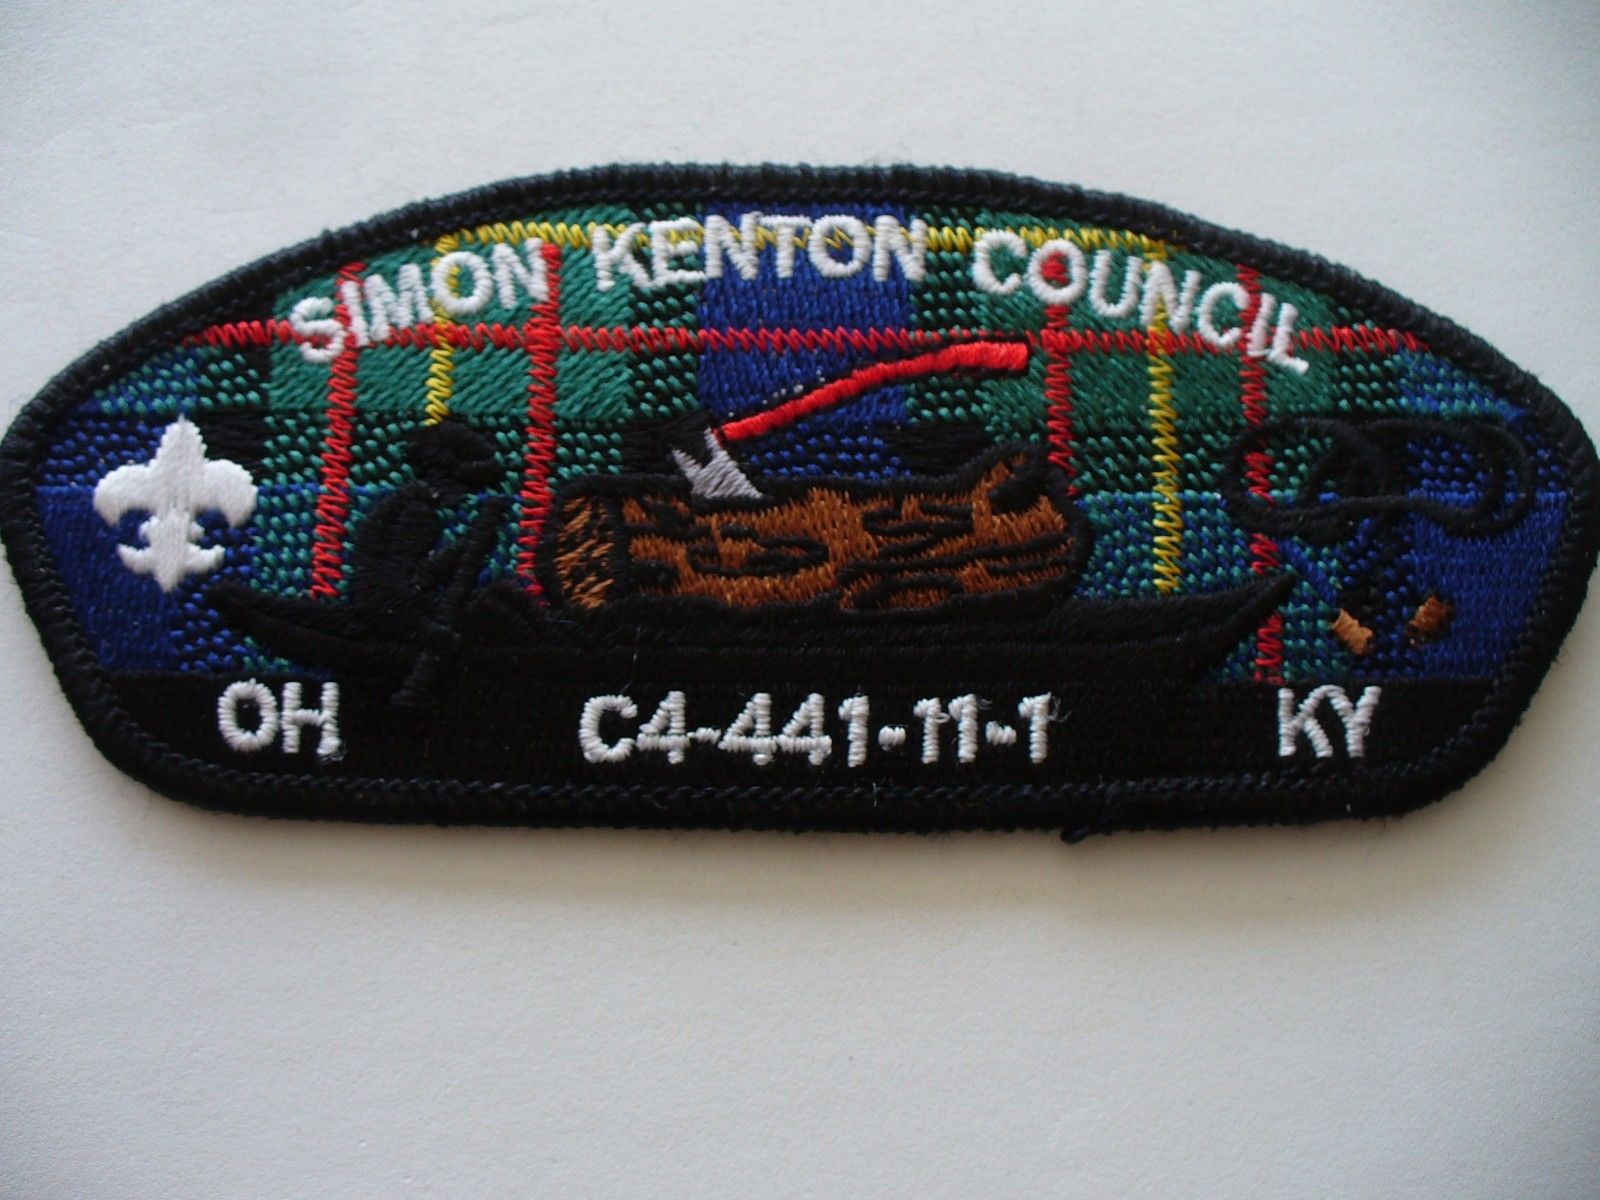 SIMON KENTON COUNCIL
OH C4-441-11-1 KY